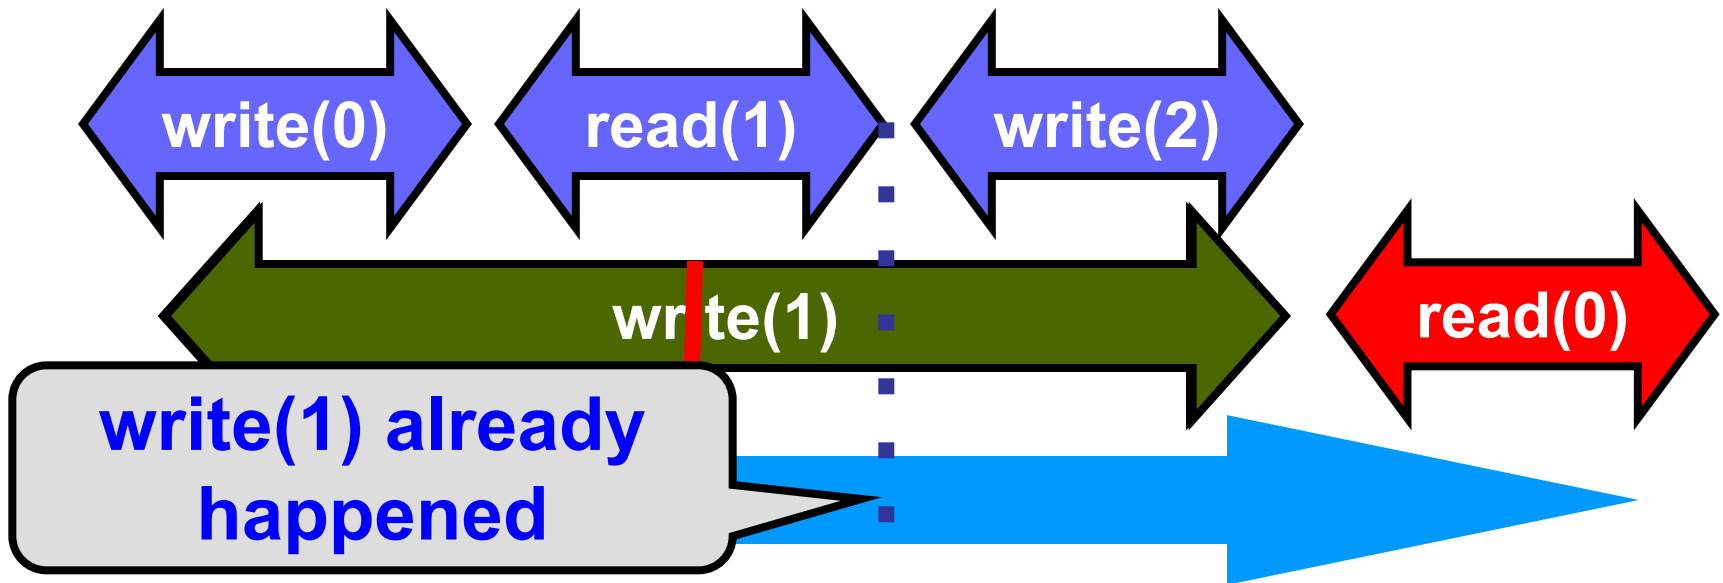 write(0)
read(1)
write(2)
write(1)
read(0)
write(1) already
happened